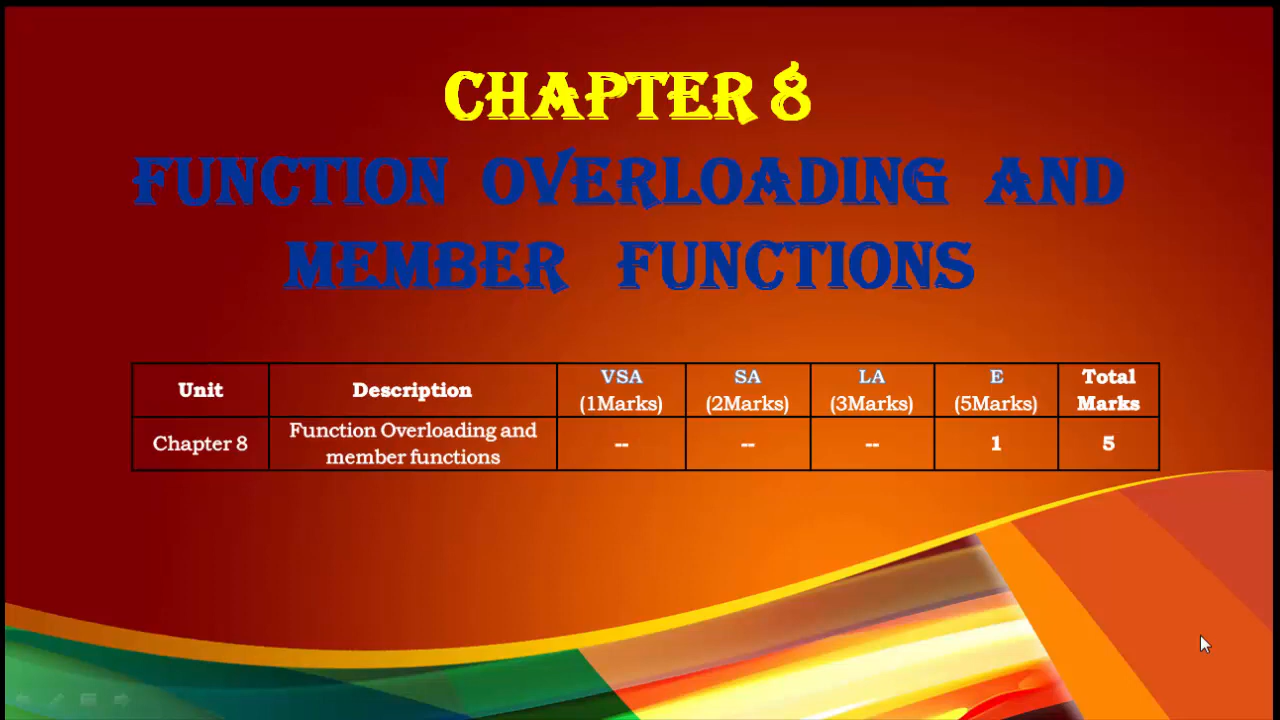 CHAPTER 8
FUNCTION OVERLOADING AND
MEMBER FUNCTIONS
Unit Description VSA (1Marks) SA (2Marks) LA (3Marks) E (5Marks) Total Marks
Chapter 8 Function Overloading and member functions -- -- -- 1 5